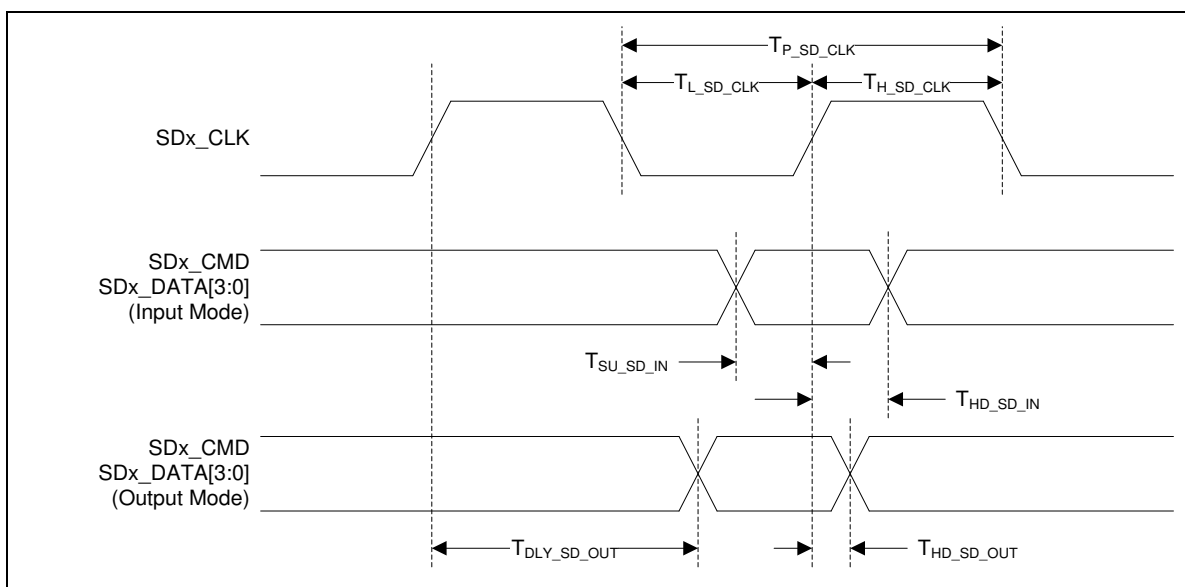 T_P_SD_CLK
T_L_SD_CLK
T_H_SD_CLK
SDx_CLK
SDx_CMD
SDx_DATA[3:0]
(Input Mode)
T_SU_SD_IN
T_HD_SD_IN
SDx_CMD
SDx_DATA[3:0]
(Output Mode)
T_DLY_SD_OUT
T_HD_SD_OUT